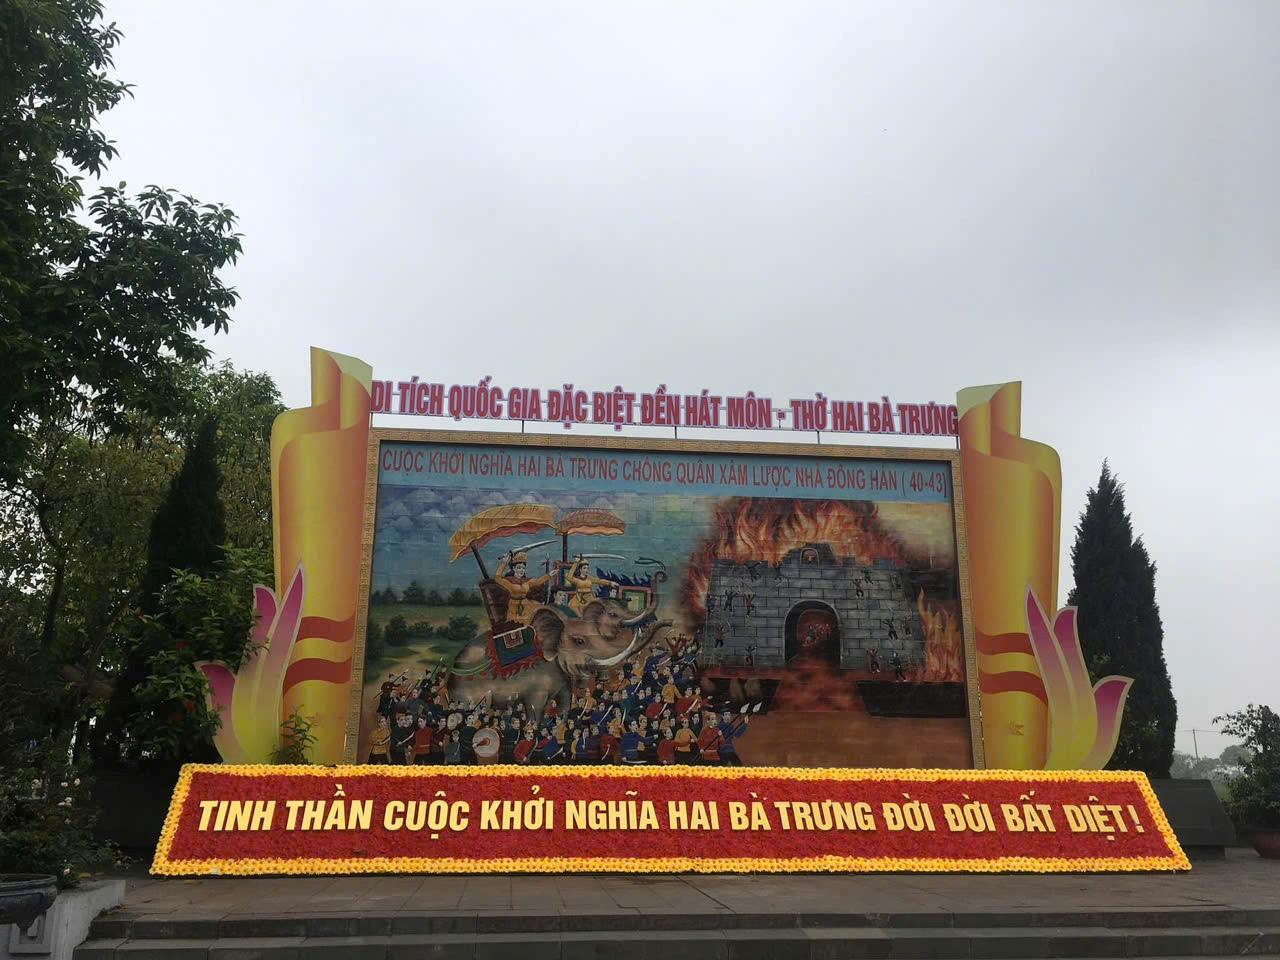 DI TÍCH QUỐC GIA ĐẶC BIỆT ĐỀN HÁT MÔN - THỜ HAI BÀ TRƯNG
CUỘC KHỞI NGHĨA HAI BÀ TRƯNG CHỐNG QUÂN XÂM LƯỢC NHÀ ĐÔNG HÁN (40-43)
TINH THẦN CUỘC KHỞI NGHĨA HAI BÀ TRƯNG ĐỜI ĐỜI BẤT DIỆT!